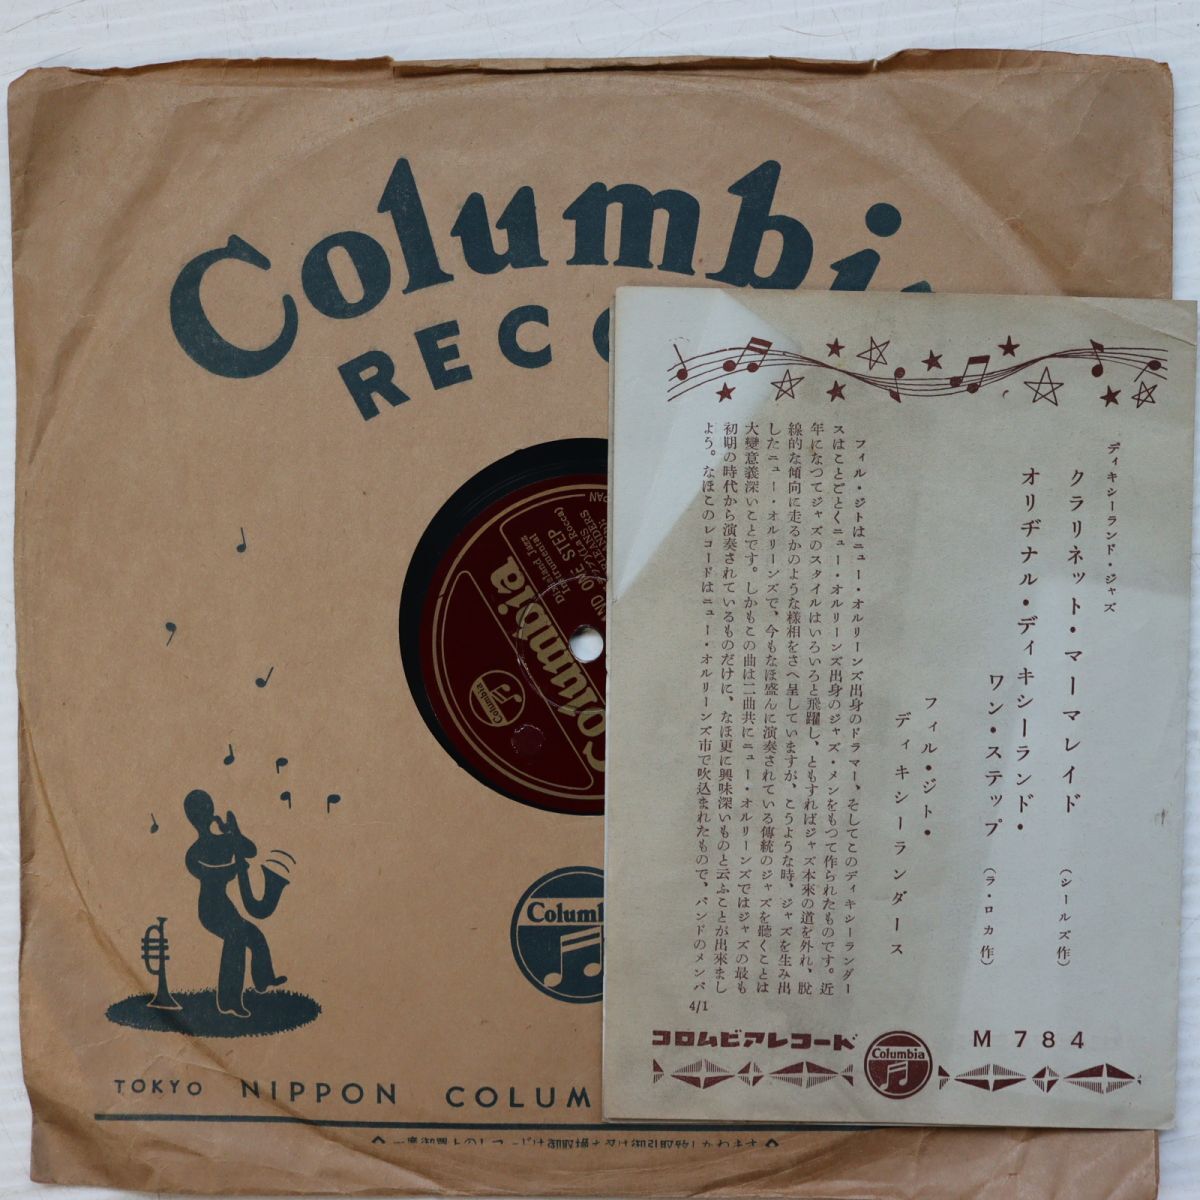 Columbi
RECO
Dixieland Jazz
Instrumental
AND ONE STEP
(La Rocca)
Columbia
Columbia
Columbi
TOKYO NIPPON COLUM
ディキシーランド・ジャズ
クラリネット・マーマレイド (シールズ作)
オリヂナル・ディキシーランド・
ワン・ステップ (ラ・ロカ作)
フィル・ジト・
ディキシーランダース
フィル・ジトはニュー・オルリーンズ出身のドラマー、そしてこのディキシーランダー
スはことごとくニュー・オルリーンズ出身のジャズ・メンをもつて作られたものです。近
年になつてジャズのスタイルはいろいろと飛躍し、ともすればジャズ本来の道を外れ、脱
線的な傾向に走るかのような様相をさへ呈していますが、こうような時、ジャズを生み出
したニュー・オルリーンズで、今もなほ盛んに演奏されている傳統のジャズを聽くことは
大變意義深いことです。しかもこの曲は二曲共にニュー・オルリーンズではジャズの最も
初期の時代から演奏されているものだけに、なほ更に興味深いものと云ふことが出來まし
よう。なほこのレコードはニュー・オルリーンズ市で吹込まれたもので、バンドのメンバ
4/1
コロムビアレコード
Columbia
M 784